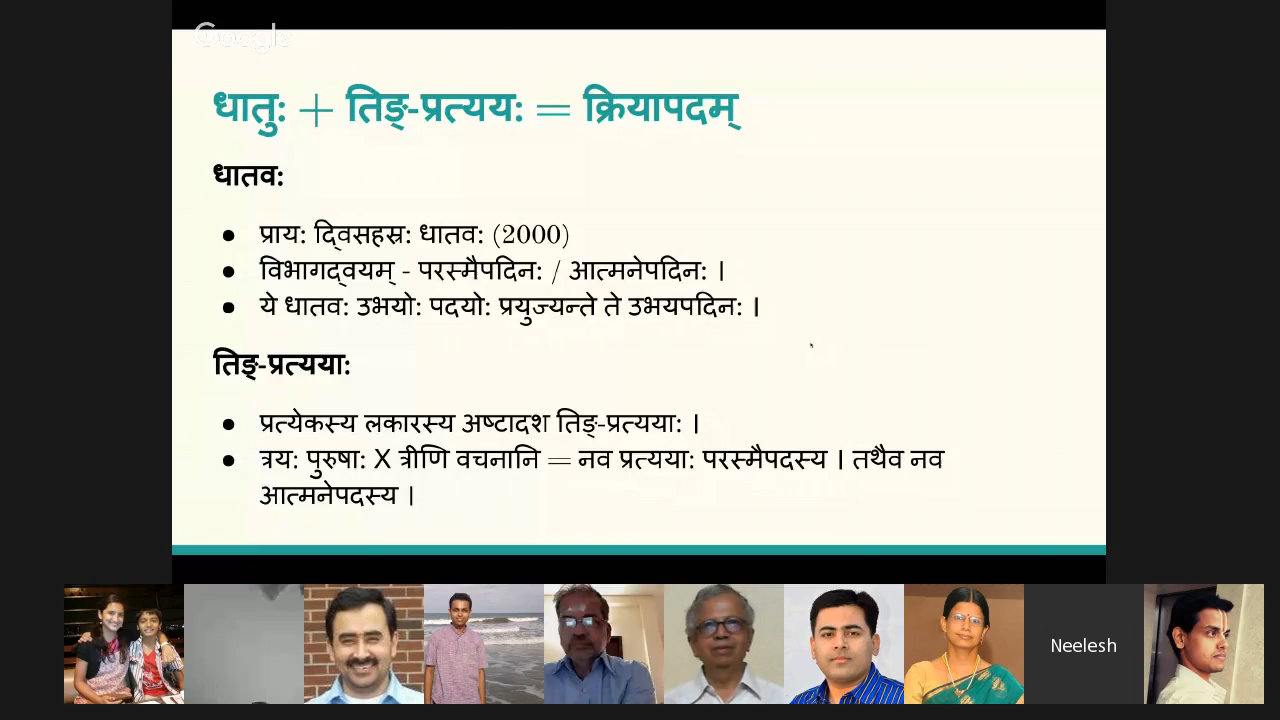 Google
धातु: + तिङ्-प्रत्यय: = क्रियापदम्
धातव:
● प्राय: द्विसहस्र: धातव: (2000)
● विभागद्वयम् - परस्मैपदिन: / आत्मनेपदिन: ।
● ये धातव: उभयो: पदयो: प्रयुज्यन्ते ते उभयपदिन: ।
तिङ्-प्रत्यया:
● प्रत्येकस्य लकारस्य अष्टादश तिङ्-प्रत्यया: ।
● त्रय: पुरुषा: X त्रीणि वचनानि = नव प्रत्यया: परस्मैपदस्य । तथैव नव
आत्मनेपदस्य ।
Neelesh